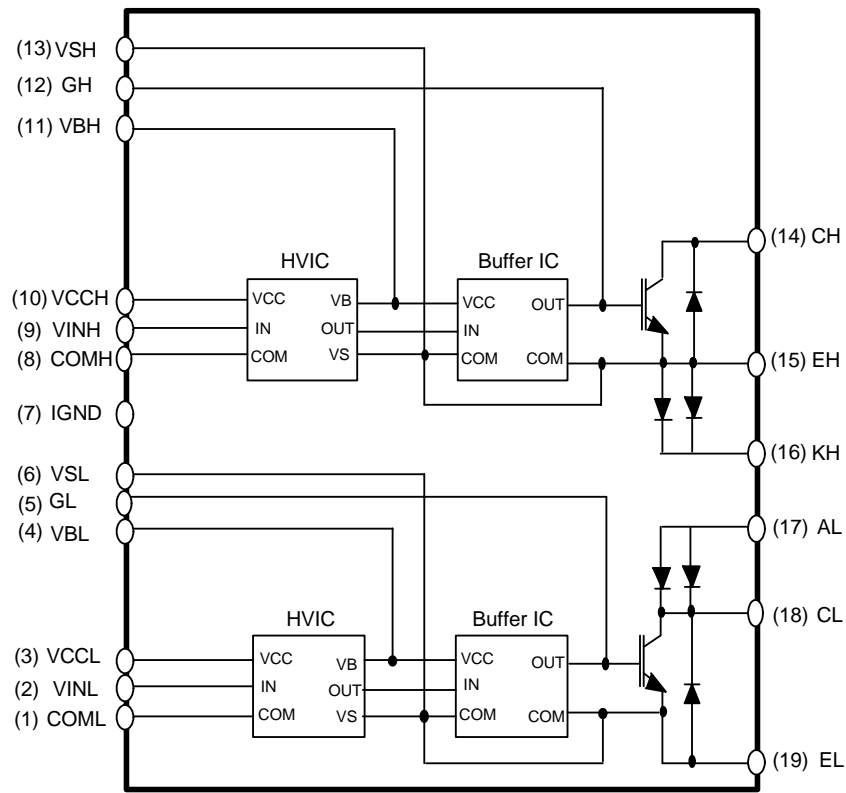 (13) VSH
(12) GH
(11) VBH
(14) CH
HVIC
Buffer IC
(10) VCCH
VCC
VB
VCC
OUT
(9) VINH
IN
OUT
IN
(8) COMH
COM
VS
COM
COM
(15) EH
(7) IGND
(16) KH
(6) VSL
(5) GL
(4) VBL
(17) AL
HVIC
Buffer IC
(18) CL
(3) VCCL
VCC
VB
VCC
OUT
(2) VINL
IN
OUT
IN
(1) COML
COM
VS
COM
COM
(19) EL